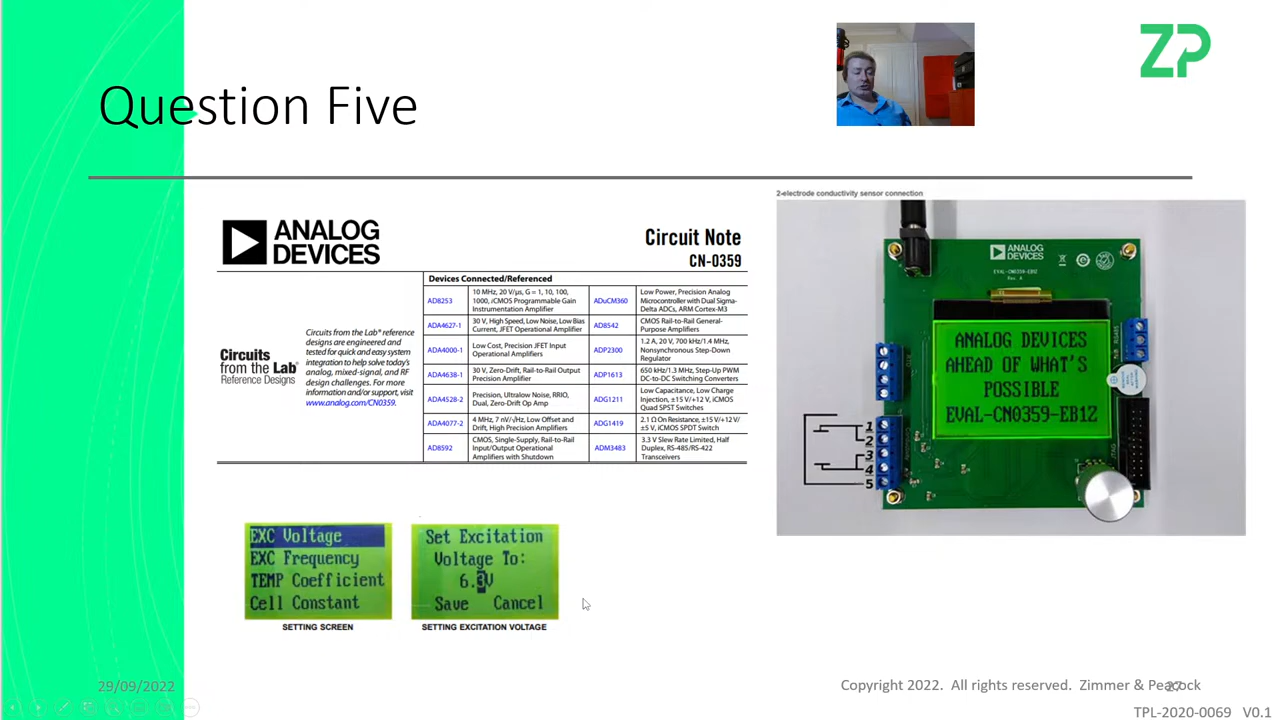 ZP
Question Five
ANALOG
DEVICES
Circuit Note
CN-0359
Circuits
from the Lab®
Reference Designs
Circuits from the Lab® reference
designs are engineered and
tested for quick and easy system
integration to help solve today's
analog, mixed-signal, and RF
design challenges. For more
information and/or support, visit
www.analog.com/CN0359.
Devices Connected/Referenced
AD8253
10 MHz, 20 V/μs, G = 1, 10, 100,
1000, iCMOS Programmable Gain
Instrumentation Amplifier
ADuCM360
Low Power, Precision Analog
Microcontroller with Dual Sigma-
Delta ADCs, ARM Cortex-M3
ADA4627-1
30 V, High Speed, Low Noise, Low Bias
Current, JFET Operational Amplifier
AD8542
CMOS Rail-to-Rail General-
Purpose Amplifiers
ADA4000-1
Low Cost, Precision JFET Input
Operational Amplifiers
ADP2300
1.2 A, 20 V, 700 kHz/1.4 MHz,
Nonsynchronous Step-Down
Regulator
ADA4638-1
30 V, Zero-Drift, Rail-to-Rail Output
Precision Amplifier
ADP1613
650 kHz/1.3 MHz, Step-Up PWM
DC-to-DC Switching Converters
ADA4528-2
Precision, Ultralow Noise, RRIO,
Dual, Zero-Drift Op Amp
ADG1211
Low Capacitance, Low Charge
Injection, ±15 V/+12 V, iCMOS
Quad SPST Switches
ADA4077-2
4 MHz, 7 nV/√Hz, Low Offset and
Drift, High Precision Amplifiers
ADG1419
2.1 Ω On Resistance, ±15 V/+12 V/
±5 V, iCMOS SPDT Switch
AD8592
CMOS, Single-Supply, Rail-to-Rail
Input/Output Operational
Amplifiers with Shutdown
ADM3483
3.3 V Slew Rate Limited, Half
Duplex, RS-485/RS-422
Transceivers
2-electrode conductivity sensor connection
ANALOG
DEVICES
EVAL-CN0359-EB1Z
Rev A
ANALOG DEVICES
AHEAD OF WHAT'S
POSSIBLE
EVAL-CN0359-EB1Z
1
2
3
4
5
EXC Voltage
EXC Frequency
TEMP Coefficient
Cell Constant
SETTING SCREEN
Set Excitation
Voltage To:
6.3V
Save Cancel
SETTING EXCITATION VOLTAGE
29/09/2022
Copyright 2022. All rights reserved. Zimmer & Peacock
27
TPL-2020-0069 V0.1